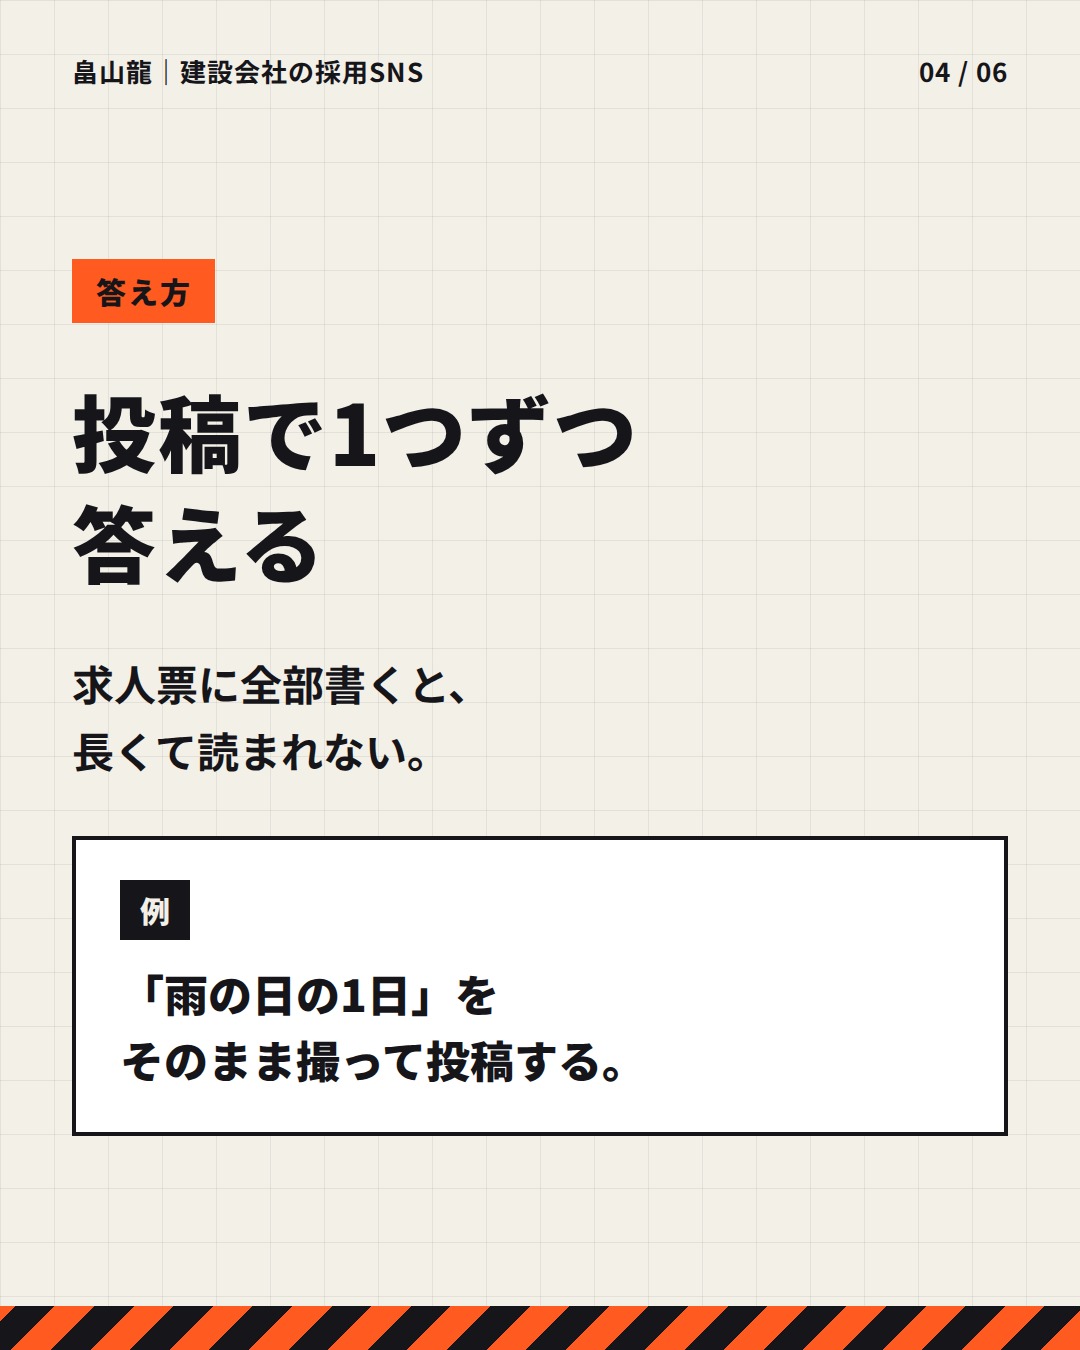 畠山龍｜建設会社の採用SNS
04 / 06
答え方
投稿で1つずつ
答える
求人票に全部書くと、
長くて読まれない。
例
「雨の日の1日」を
そのまま撮って投稿する。